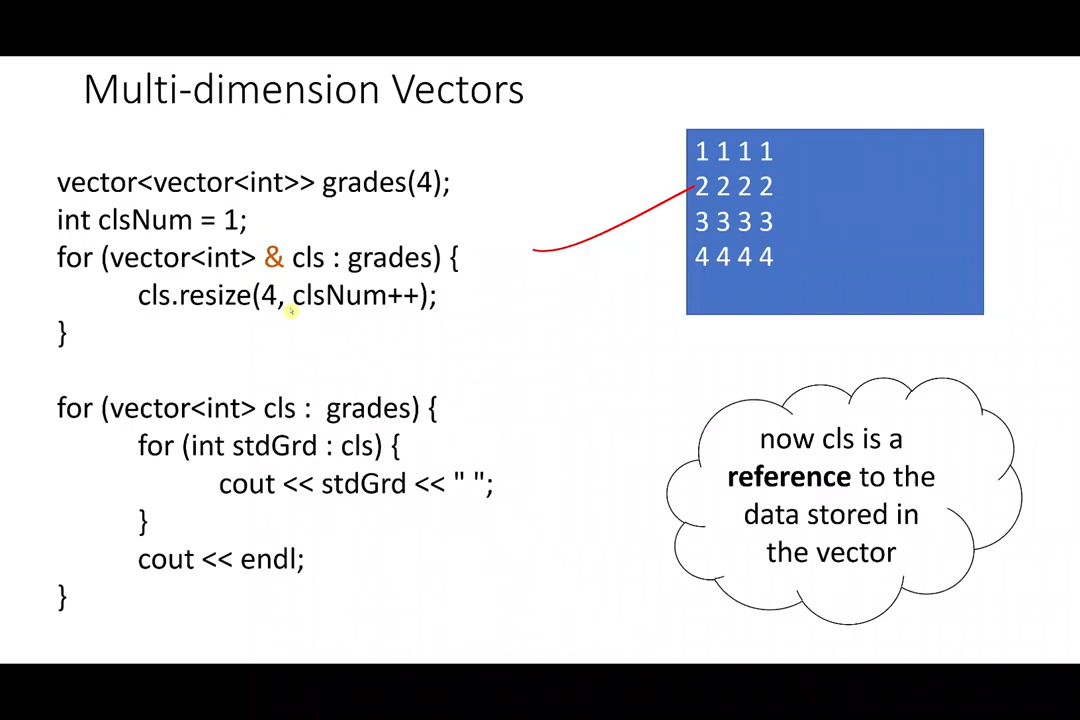 Multi-dimension Vectors
vector<vector<int>> grades(4);
int clsNum = 1;
for (vector<int> & cls : grades) {
cls.resize(4, clsNum++);
}
for (vector<int> cls :  grades) {
for (int stdGrd : cls) {
cout << stdGrd << " ";
}
cout << endl;
}
1 1 1 1
2 2 2 2
3 3 3 3
4 4 4 4
now cls is a
reference to the
data stored in
the vector